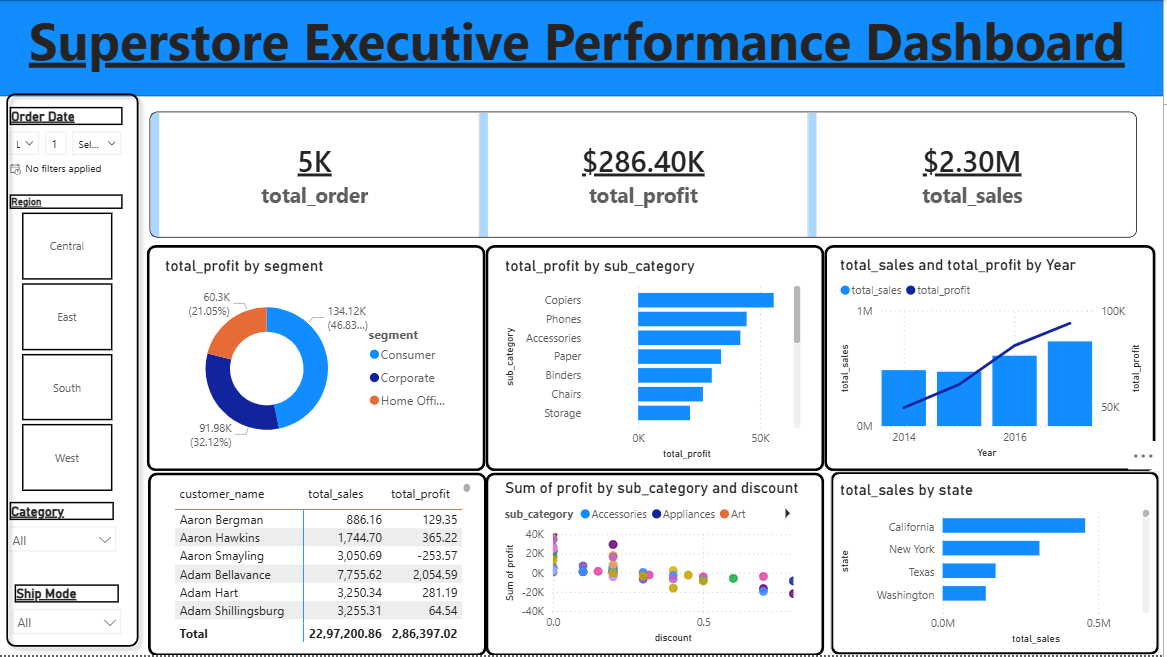 Superstore Executive Performance Dashboard
Order Date
L
1
Sel...
No filters applied
Region
Central
East
South
West
Category
All
Ship Mode
All
5K
total_order
$286.40K
total_profit
$2.30M
total_sales
total_profit by segment
60.3K
(21.05%)
134.12K
(46.83...)
91.98K
(32.12%)
segment
Consumer
Corporate
Home Offi...
total_profit by sub_category
sub_category
Copiers
Phones
Accessories
Paper
Binders
Chairs
Storage
0K 50K
total_profit
total_sales and total_profit by Year
total_sales total_profit
1M 100K
total_sales
total_profit
50K
0M
2014 2016
Year
customer_name total_sales total_profit
Aaron Bergman 886.16 129.35
Aaron Hawkins 1,744.70 365.22
Aaron Smayling 3,050.69 -253.57
Adam Bellavance 7,755.62 2,054.59
Adam Hart 3,250.34 281.19
Adam Shillingsburg 3,255.31 64.54
Total 22,97,200.86 2,86,397.02
Sum of profit by sub_category and discount
sub_category Accessories Appliances Art
Sum of profit
40K
20K
0K
-20K
-40K
0.0 0.5
discount
total_sales by state
state
California
New York
Texas
Washington
0.0M 0.5M
total_sales